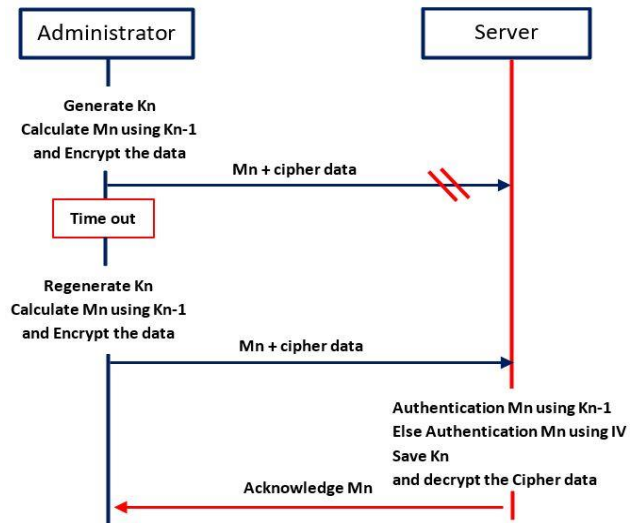 Administrator
Server
Generate Kn
Calculate Mn using Kn-1
and Encrypt the data
Mn + cipher data
Time out
Regenerate Kn
Calculate Mn using Kn-1
and Encrypt the data
Mn + cipher data
Authentication Mn using Kn-1
Else Authentication Mn using IV
Save Kn
and decrypt the Cipher data
Acknowledge Mn